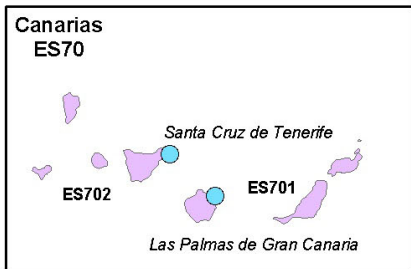 Canarias
ES70
Santa Cruz de Tenerife
ES702
ES701
Las Palmas de Gran Canaria